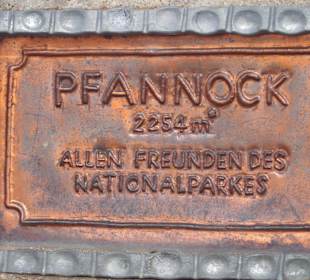 PFANNOCK
2254 m
ALLEN FREUNDEN DES
NATIONALPARKES